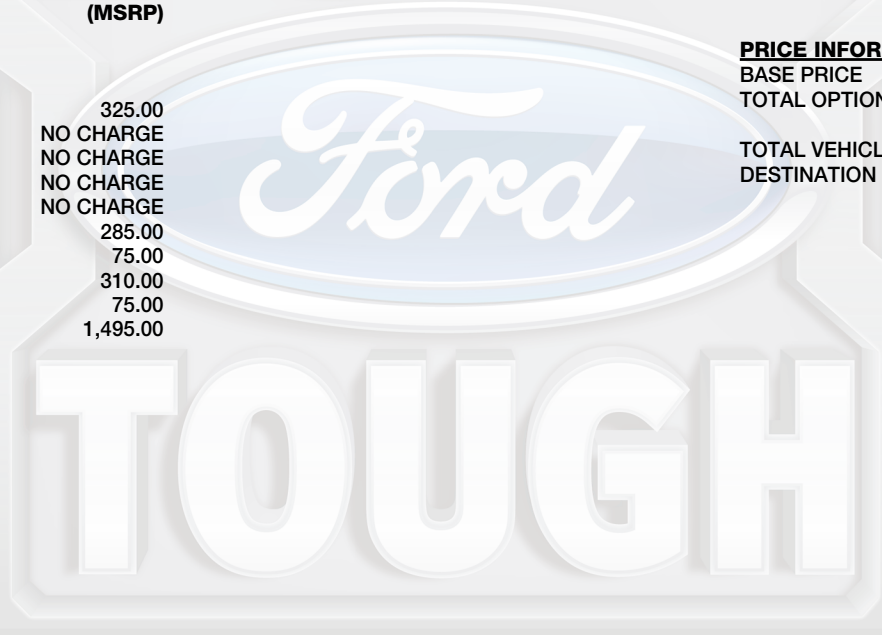 (MSRP)
325.00
NO CHARGE
NO CHARGE
NO CHARGE
NO CHARGE
285.00
75.00
310.00
75.00
1,495.00
PRICE INFOR
BASE PRICE
TOTAL OPTION
TOTAL VEHICL
DESTINATION
Ford
TOUGH